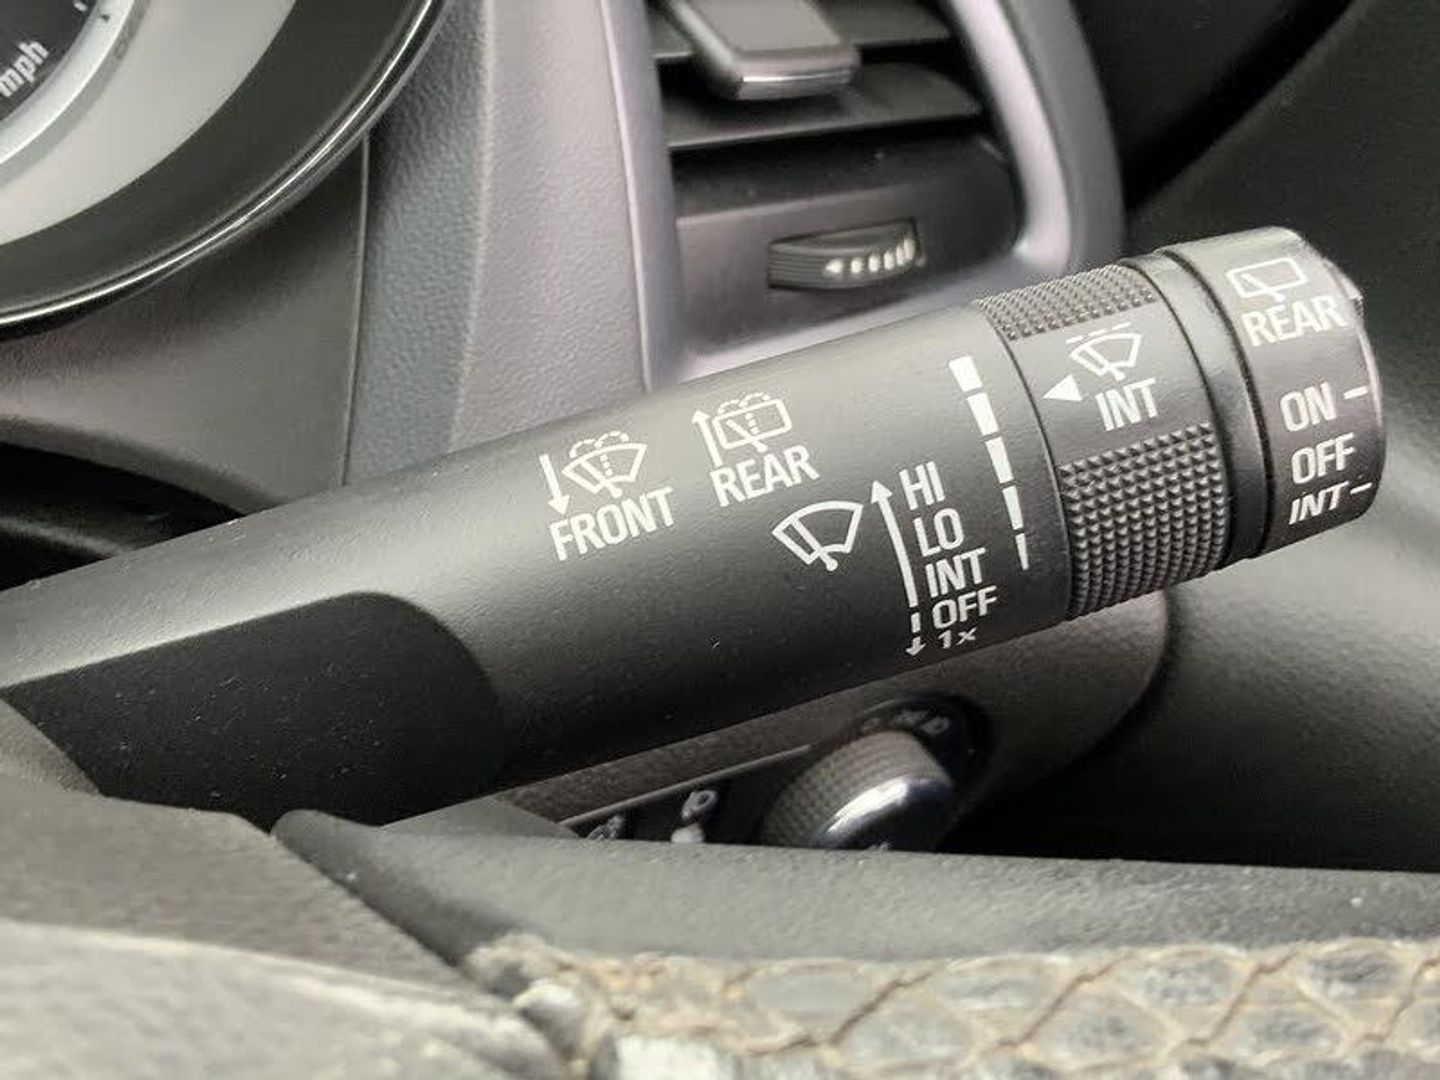 mph
FRONT
REAR
HI
LO
INT
OFF
1x
INT
REAR
ON
OFF
INT